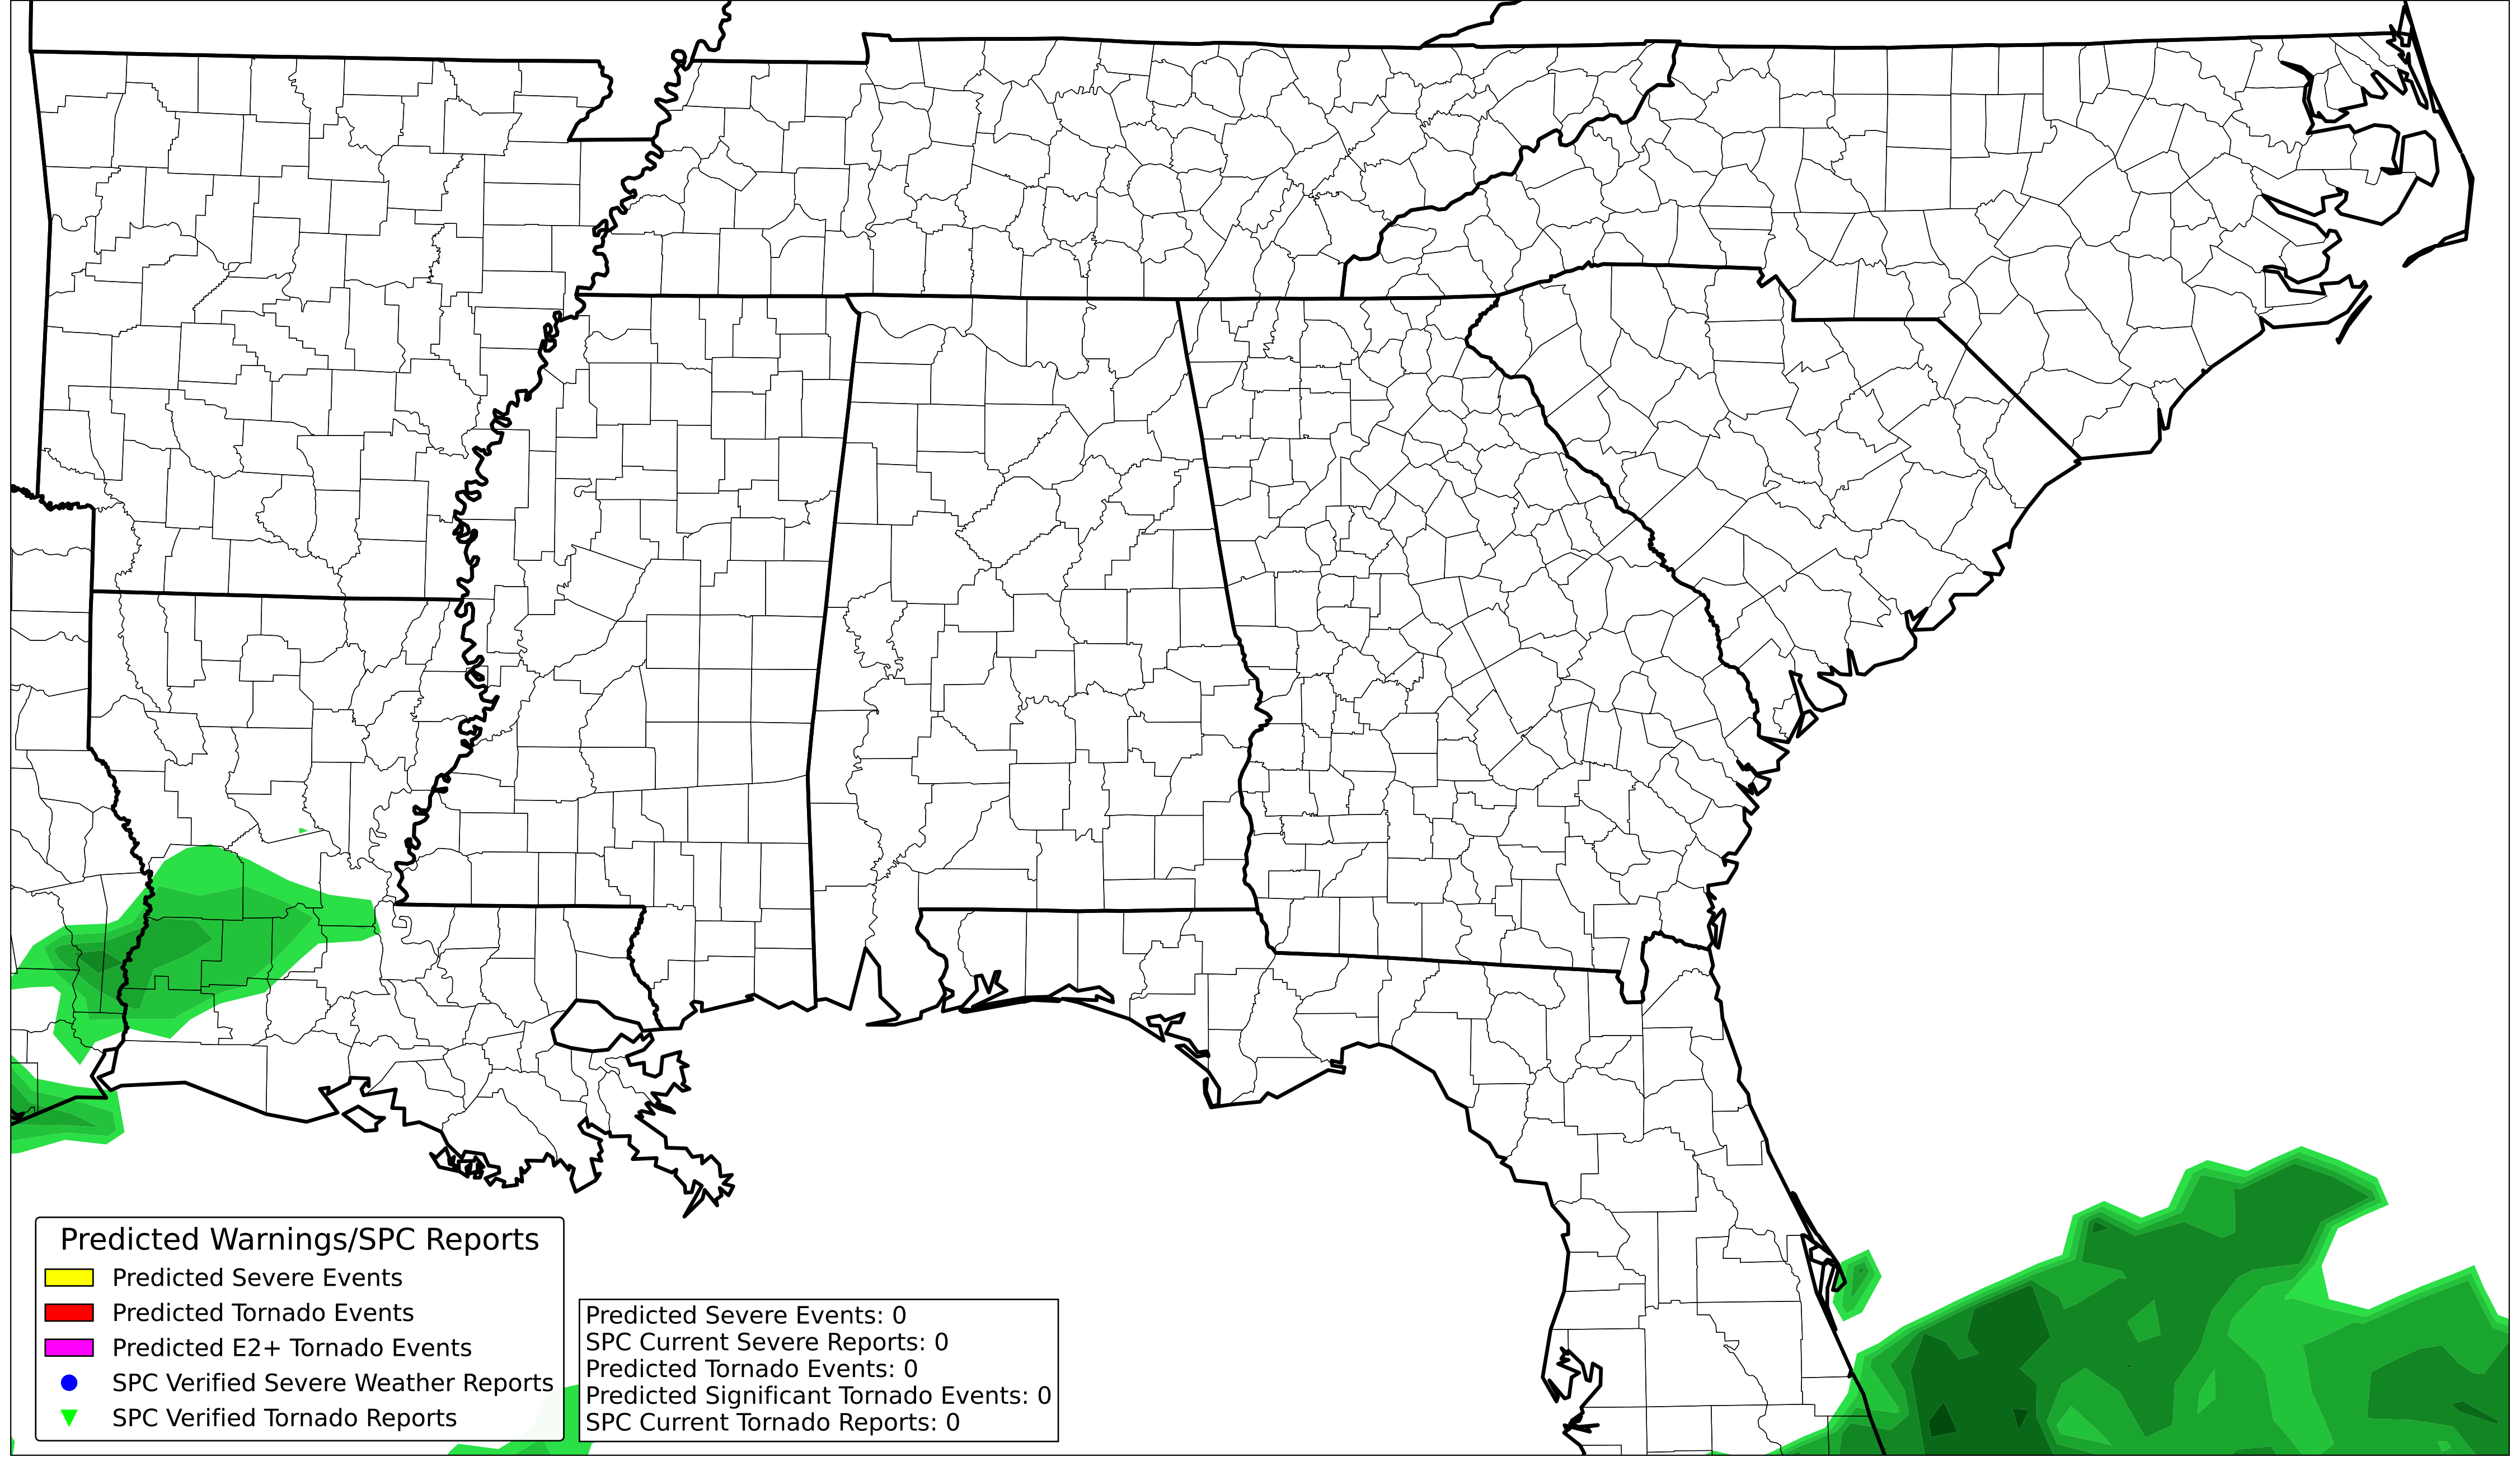 Predicted Warnings/SPC Reports
Predicted Severe Events
Predicted Tornado Events
Predicted E2+ Tornado Events
SPC Verified Severe Weather Reports
SPC Verified Tornado Reports
Predicted Severe Events: 0
SPC Current Severe Reports: 0
Predicted Tornado Events: 0
Predicted Significant Tornado Events: 0
SPC Current Tornado Reports: 0